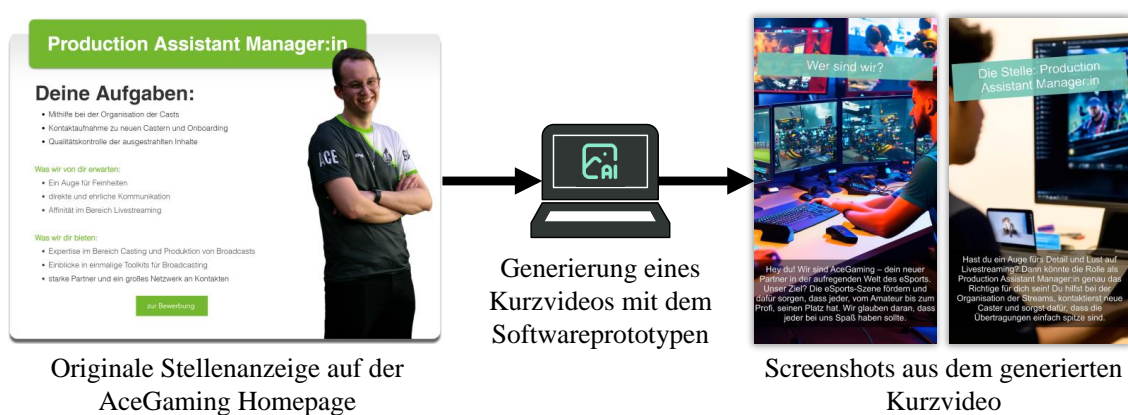 Production Assistant Manager:in
Deine Aufgaben:
• Mithilfe bei der Organisation der Casts
• Kontaktaufnahme zu neuen Castern und Onboarding
• Qualitätskontrolle der ausgestrahlten Inhalte
Was wir von dir erwarten:
• Ein Auge für Feinheiten
• direkte und ehrliche Kommunikation
• Affinität im Bereich Livestreaming
Was wir dir bieten:
• Expertise im Bereich Casting und Produktion von Broadcasts
• Einblicke in einmalige Toolkits für Broadcasting
• starke Partner und ein großes Netzwerk an Kontakten
zur Bewerbung
ACE
Originale Stellenanzeige auf der
AceGaming Homepage
AI
Generierung eines
Kurzvideos mit dem
Softwareprototypen
Wer sind wir?
Hey du! Wir sind AceGaming – dein neuer
Partner in der aufregenden Welt des eSports.
Unser Ziel? Die eSports-Szene fördern und
dafür sorgen, dass jeder, vom Amateur bis zum
Profi, seinen Platz hat. Wir glauben daran, dass
jeder bei uns Spaß haben sollte.
Die Stelle: Production
Assistant Manager:in
Hast du ein Auge fürs Detail und Lust auf
Livestreaming? Dann könnte die Rolle als
Production Assistant Manager:in genau das
Richtige für dich sein! Du hilfst bei der
Organisation der Streams, kontaktierst neue
Caster und sorgst dafür, dass die
Übertragungen einfach spitze sind.
Screenshots aus dem generierten
Kurzvideo